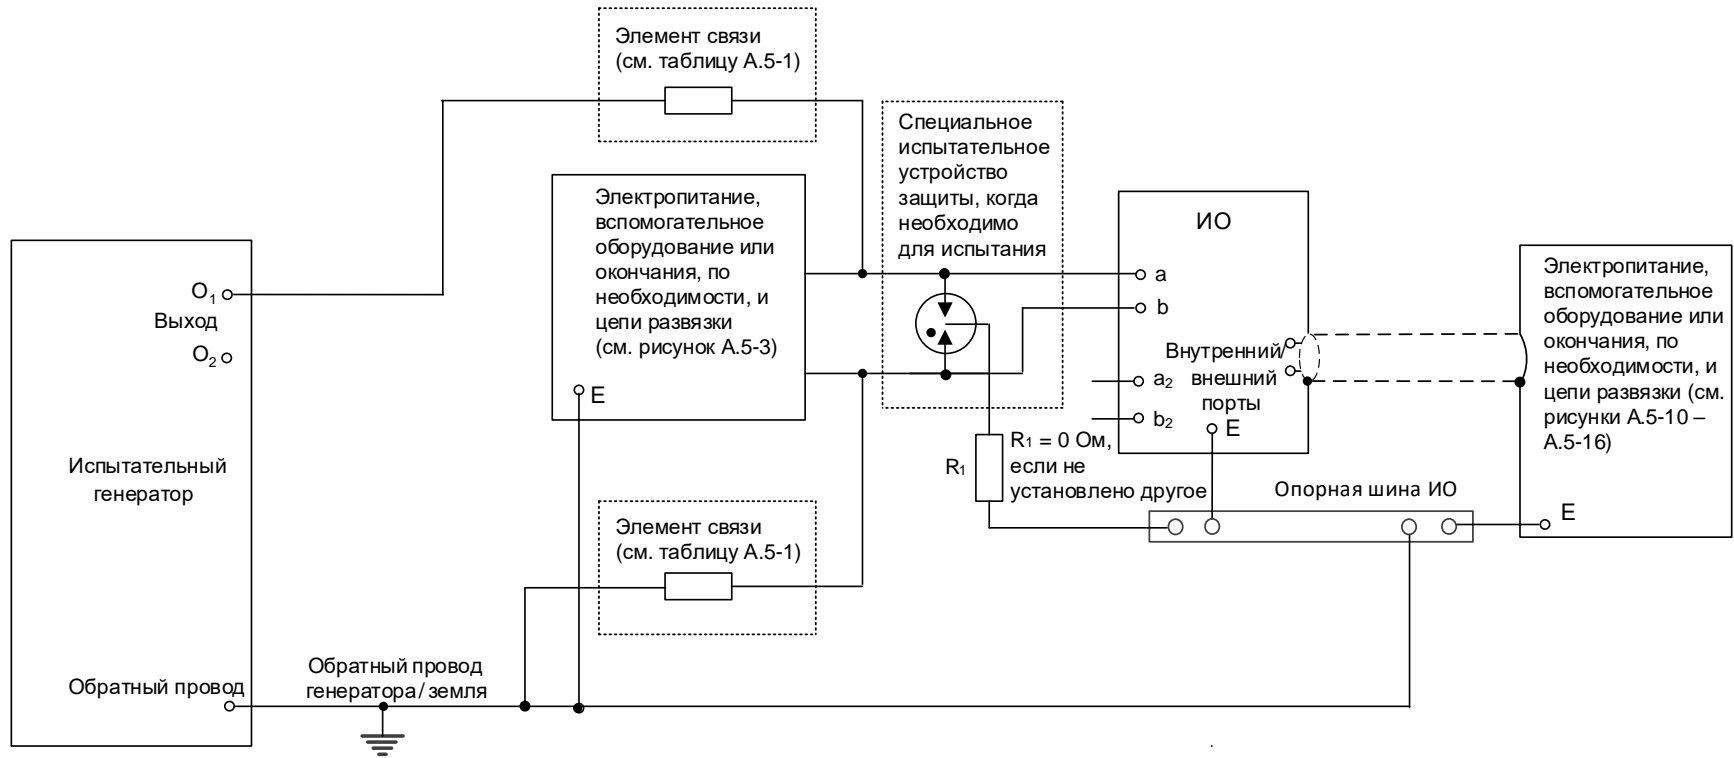 Элемент связи
(см. таблицу А.5-1)
Специальное
испытательное
устройство
защиты, когда
необходимо
для испытания
Электропитание,
вспомогательное
оборудование или
окончания, по
необходимости, и
цепи развязки
(см. рисунок А.5-3)
E
ИО
a
b
a2
b2
Внутренний/
внешний
порты
E
Электропитание,
вспомогательное
оборудование или
окончания, по
необходимости, и
цепи развязки (см.
рисунки А.5-10 –
А.5-16)
E
O1
Выход
O2
Испытательный
генератор
Обратный провод
R1
R1 = 0 Ом,
если не
установлено другое
Опорная шина ИО
Элемент связи
(см. таблицу А.5-1)
Обратный провод
генератора/земля